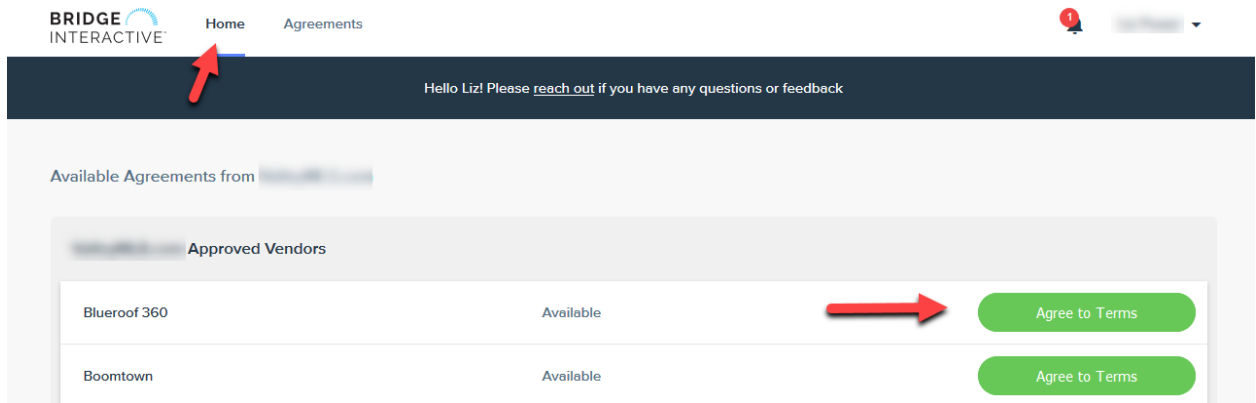 BRIDGE
INTERACTIVE
Home Agreements
1
Hello Liz! Please reach out if you have any questions or feedback
Available Agreements from
Approved Vendors
Blueroof 360 Available Agree to Terms
Boomtown Available Agree to Terms